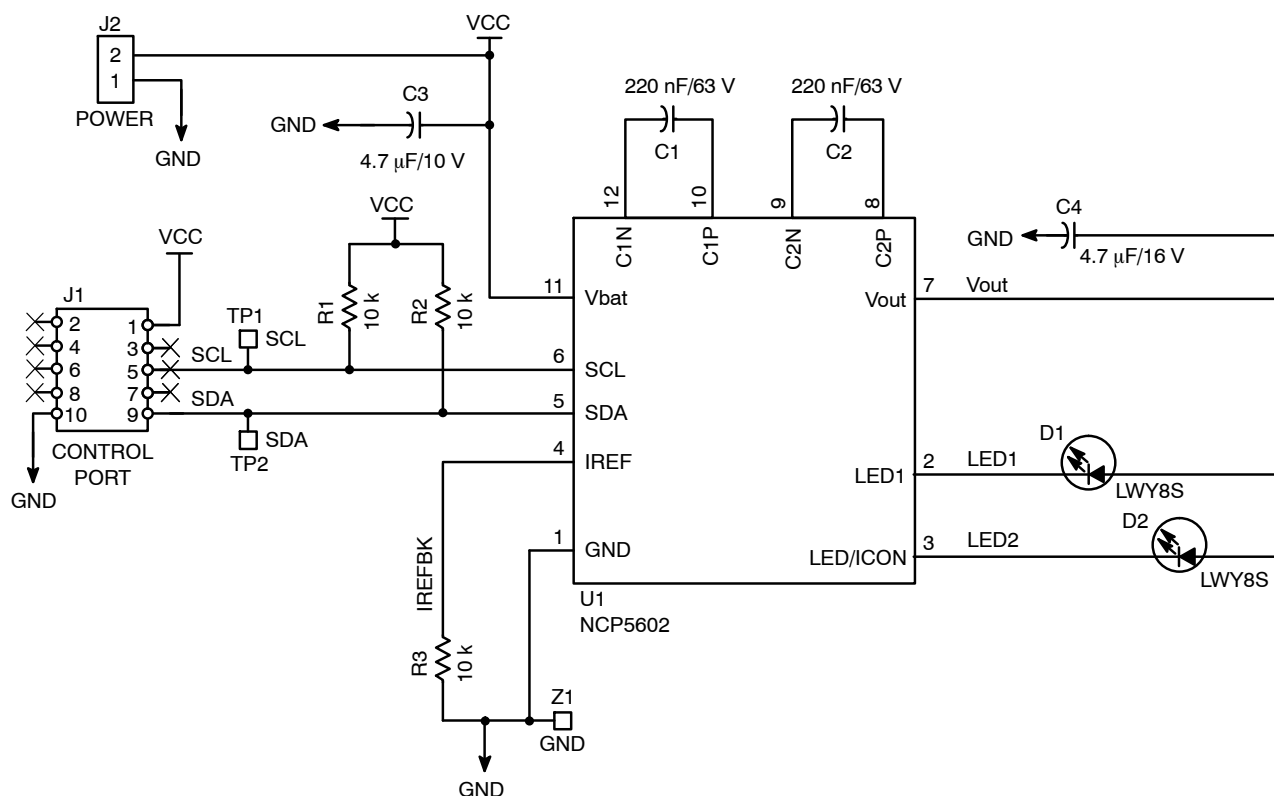 J2
2
1
POWER
GND
VCC
C3
GND
4.7 μF/10 V
220 nF/63 V
C1
220 nF/63 V
C2
12
10
9
8
C1N
C1P
C2N
C2P
VCC
VCC
R1
10 k
R2
10 k
J1
2
4
6
8
10
1
3
5
7
9
CONTROL
PORT
GND
TP1
SCL
SCL
SDA
SDA
TP2
11
Vbat
6
SCL
5
SDA
4
IREF
1
GND
IREFBK
R3
10 k
GND
Z1
GND
U1
NCP5602
Vout
7
Vout
C4
GND
4.7 μF/16 V
LED1
2
LED1
D1
LWY8S
LED/ICON
3
LED2
D2
LWY8S